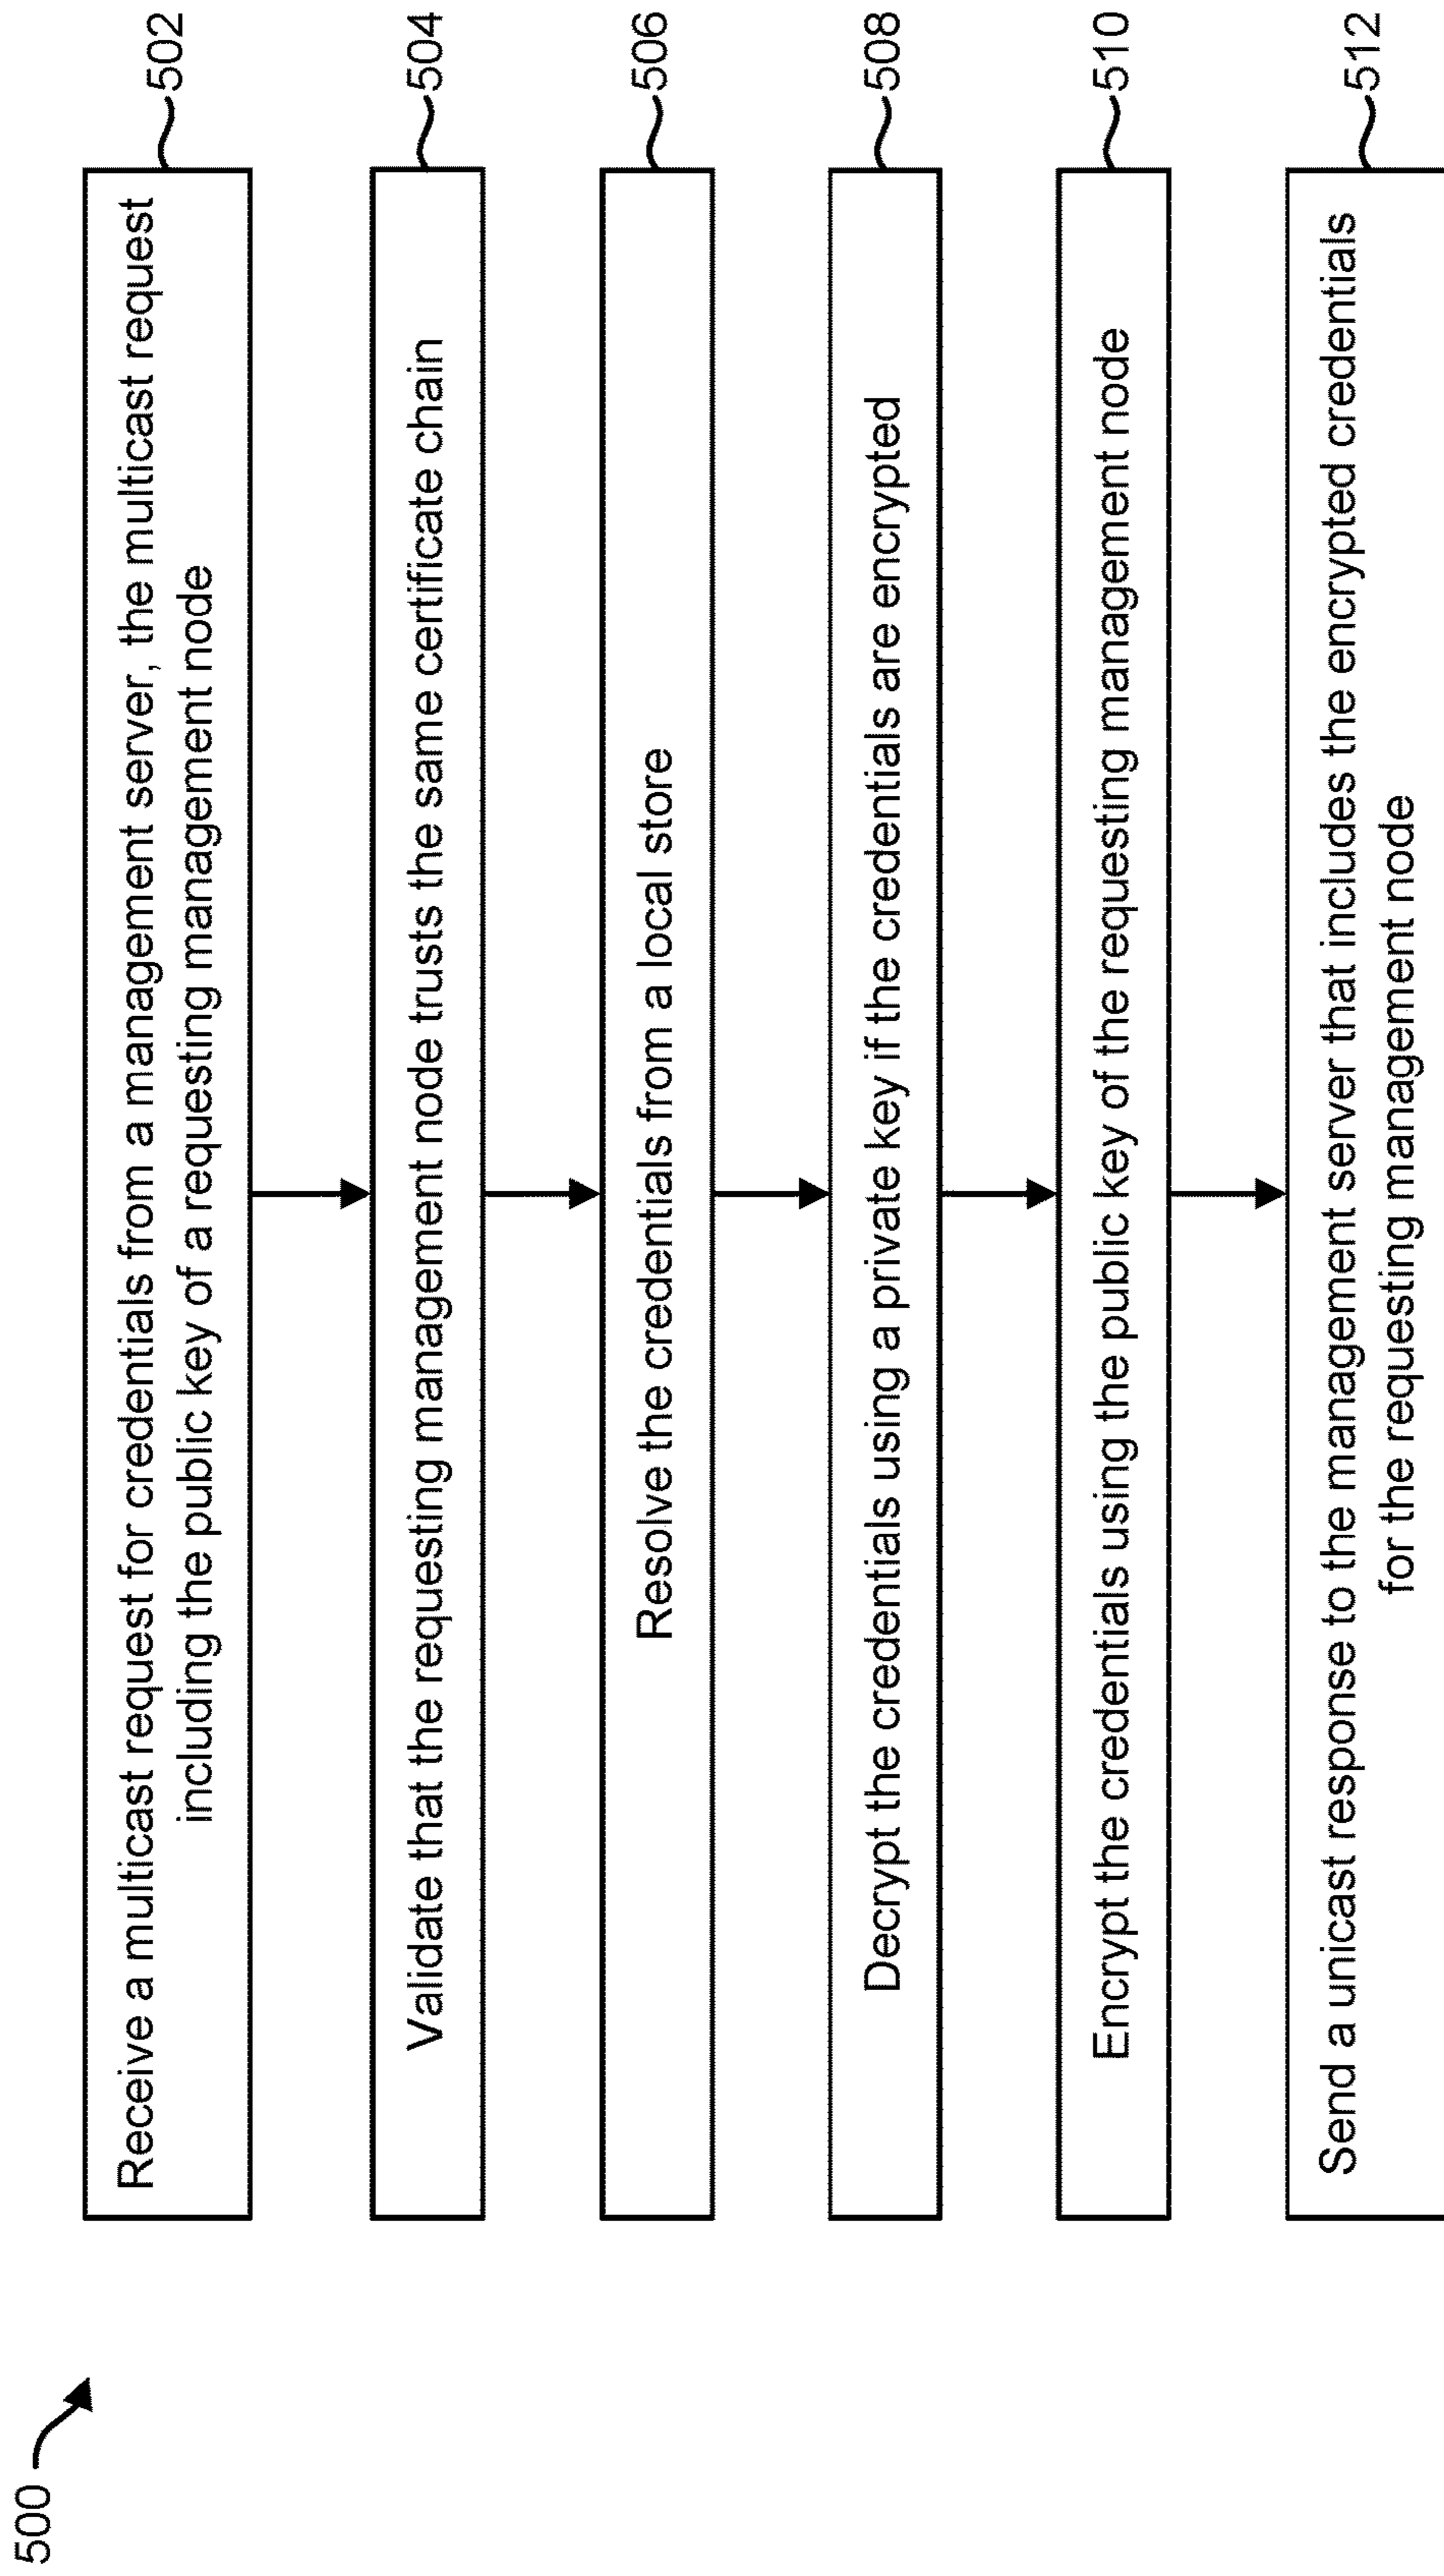 500
Receive a multicast request for credentials from a management server, the multicast request
including the public key of a requesting management node
502
Validate that the requesting management node trusts the same certificate chain
504
Resolve the credentials from a local store
506
Decrypt the credentials using a private key if the credentials are encrypted
508
Encrypt the credentials using the public key of the requesting management node
510
Send a unicast response to the management server that includes the encrypted credentials
for the requesting management node
512